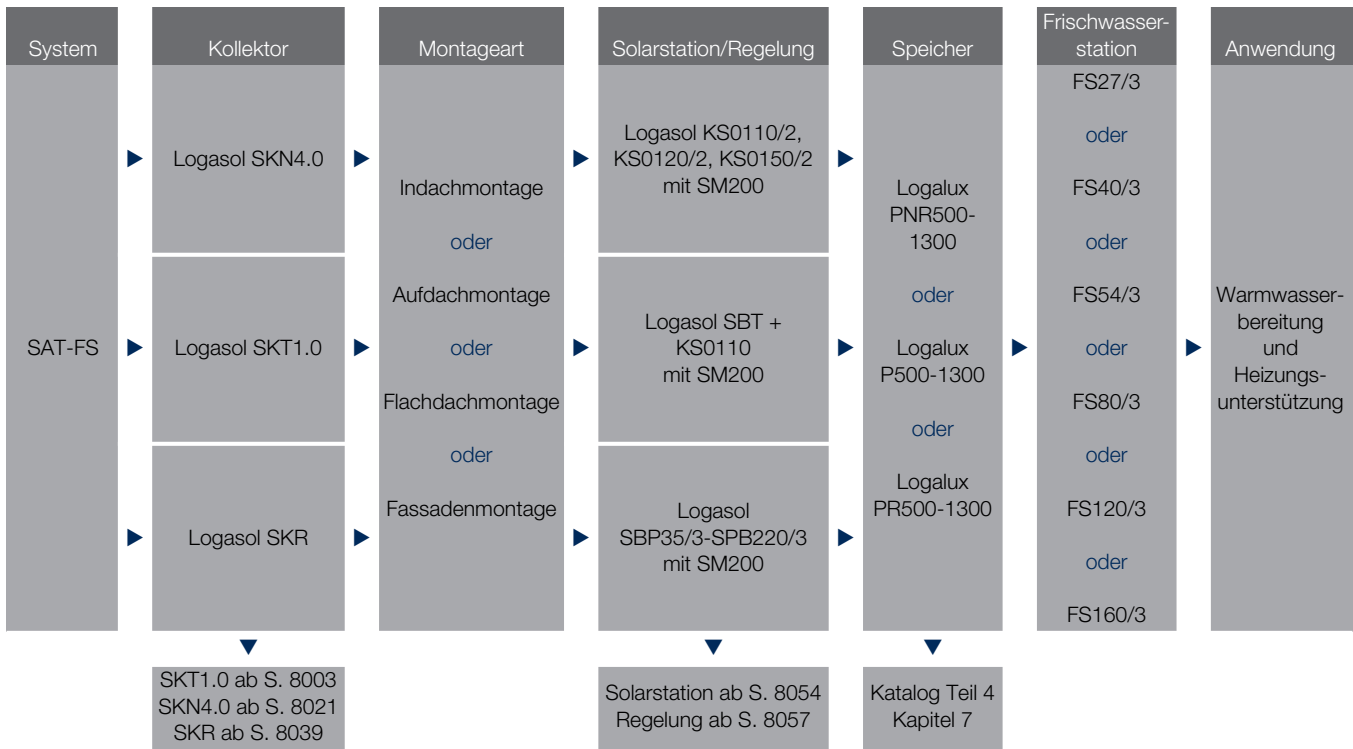 System
Kollektor
Montageart
Solarstation/Regelung
Speicher
Frischwasser-
station
Anwendung
SAT-FS
Logasol SKN4.0
Logasol SKT1.0
Logasol SKR
Indachmontage
oder
Aufdachmontage
oder
Flachdachmontage
oder
Fassadenmontage
Logasol KS0110/2,
KS0120/2, KS0150/2
mit SM200
Logasol SBT +
KS0110
mit SM200
Logasol
SBP35/3-SPB220/3
mit SM200
Logalux
PNR500-
1300
oder
Logalux
P500-1300
oder
Logalux
PR500-1300
FS27/3
oder
FS40/3
oder
FS54/3
oder
FS80/3
oder
FS120/3
oder
FS160/3
Warmwasser-
bereitung
und
Heizungs-
unterstützung
SKT1.0 ab S. 8003
SKN4.0 ab S. 8021
SKR ab S. 8039
Solarstation ab S. 8054
Regelung ab S. 8057
Katalog Teil 4
Kapitel 7